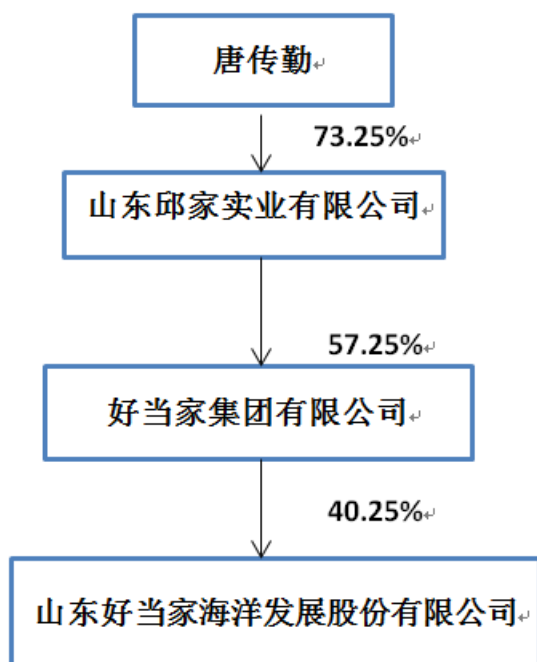 唐传勤
73.25%
山东邱家实业有限公司
57.25%
好当家集团有限公司
40.25%
山东好当家海洋发展股份有限公司